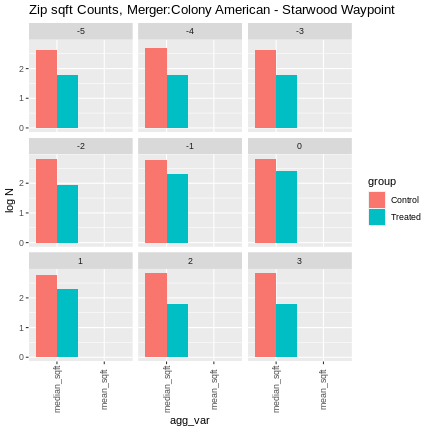 Zip sqft Counts, Merger:Colony American - Starwood Waypoint
-5
-4
-3
2
1
0
-2
-1
0
2
1
0
1
2
3
2
1
0
log N
median_sqft
mean_sqft
median_sqft
mean_sqft
median_sqft
mean_sqft
agg_var
group
Control
Treated